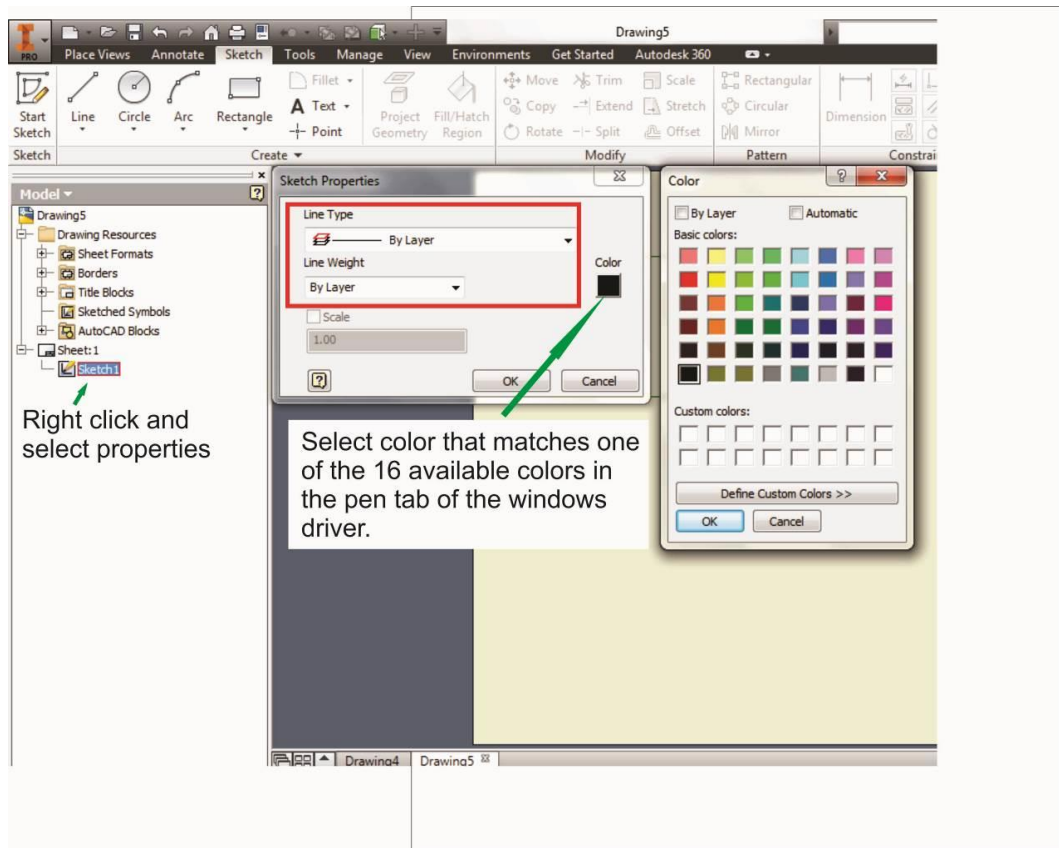 Drawing5
PRO
Place Views Annotate Sketch Tools Manage View Environments Get Started Autodesk 360
Start Sketch
Line
Circle
Arc
Rectangle
Fillet
A Text
Point
Project Geometry
Fill/Hatch Region
Move Trim Scale
Copy Extend Stretch
Rotate Split Offset
Rectangular
Circular
Mirror
Dimension
Sketch
Create
Modify
Pattern
Constrai
Model
Drawing5
Drawing Resources
Sheet Formats
Borders
Title Blocks
Sketched Symbols
AutoCAD Blocks
Sheet:1
Sketch1
Right click and
select properties
Sketch Properties
Line Type
By Layer
Line Weight
By Layer
Color
Scale
1.00
OK Cancel
Select color that matches one
of the 16 available colors in
the pen tab of the windows
driver.
Color
By Layer Automatic
Basic colors:
Custom colors:
Define Custom Colors >>
OK Cancel
Drawing4 Drawing5